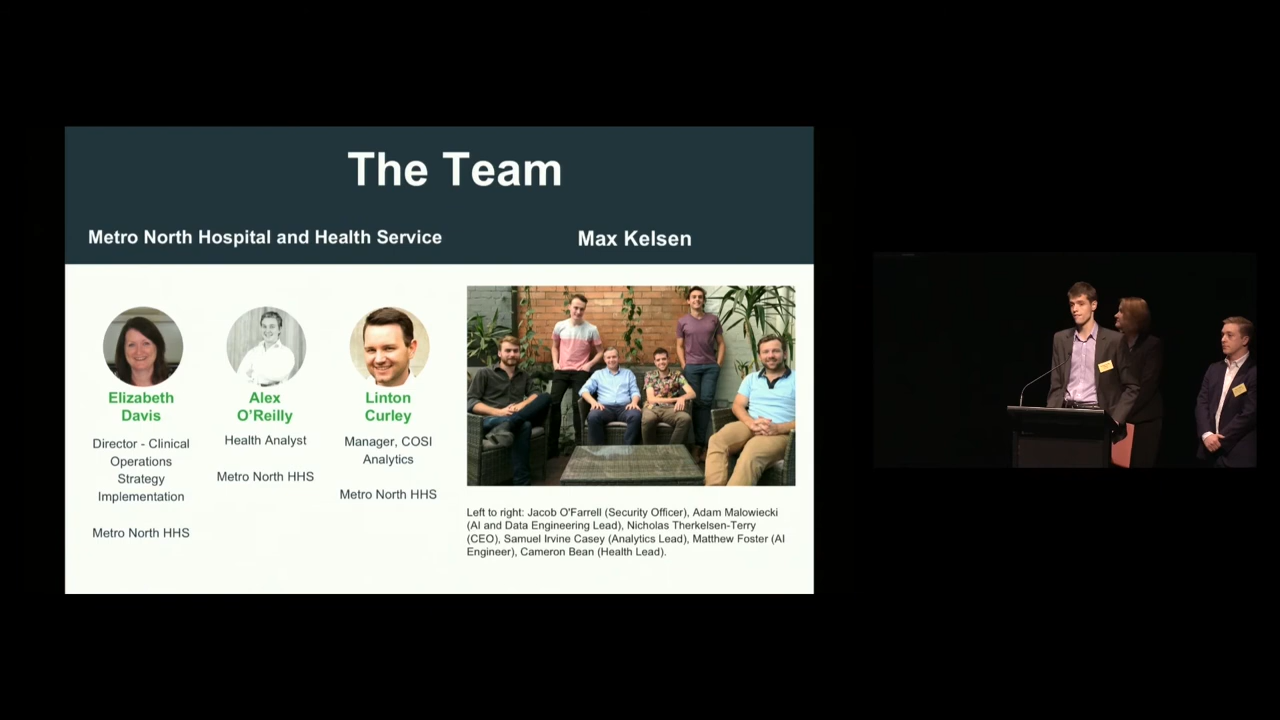 The Team
Metro North Hospital and Health Service
Max Kelsen
Elizabeth
Davis
Director - Clinical
Operations
Strategy
Implementation
Metro North HHS
Alex
O'Reilly
Health Analyst
Metro North HHS
Linton
Curley
Manager, COSI
Analytics
Metro North HHS
Left to right: Jacob O'Farrell (Security Officer), Adam Malowiecki
(AI and Data Engineering Lead), Nicholas Therkelsen-Terry
(CEO), Samuel Irvine Casey (Analytics Lead), Matthew Foster (AI
Engineer), Cameron Bean (Health Lead).